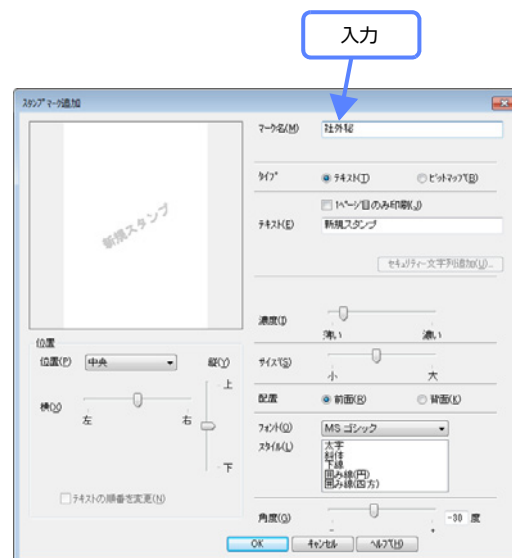 入力
スタンプマーク追加
マーク名(M) 社外秘
タイプ テキスト(T) ビットマップ(B)
1ページ目のみ印刷(J)
テキスト(E) 新規スタンプ
セキュリティー文字列追加(U)...
新規スタンプ
濃度(I)
薄い 濃い
位置
位置(P) 中央 縦(Y)
サイズ(S)
小 大
上
横(X)
左 右
下
配置 前面(R) 背面(K)
フォント(O) MS ゴシック
スタイル(L) 太字
斜体
下線
囲み線(円)
囲み線(四方)
テキストの順番を変更(N)
角度(G) -30 度
- +
OK キャンセル ヘルプ(H)